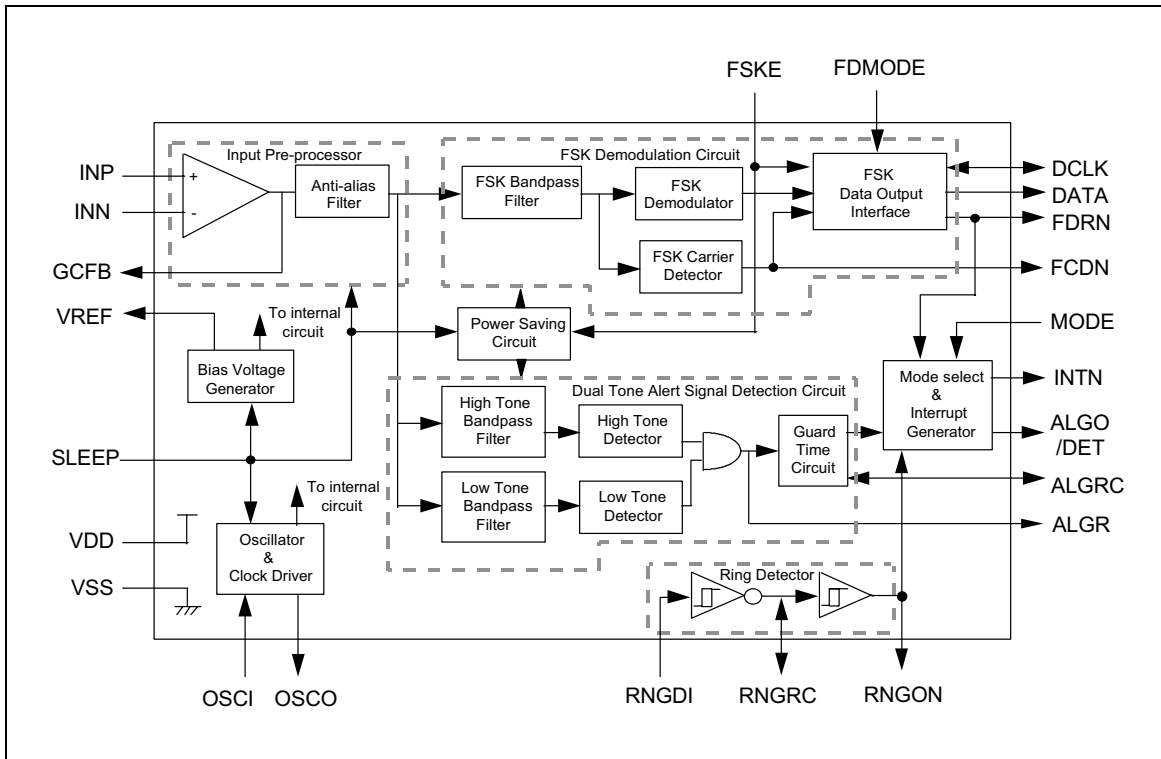 FSKE
FDMODE
Input Pre-processor
FSK Demodulation Circuit
INP
+
INN
-
Anti-alias
Filter
FSK Bandpass
Filter
FSK
Demodulator
FSK
Data Output
Interface
DCLK
DATA
FDRN
FSK Carrier
Detector
GCFB
FCDN
VREF
To internal
circuit
Power Saving
Circuit
MODE
Bias Voltage
Generator
Mode select
&
Interrupt
Generator
INTN
Dual Tone Alert Signal Detection Circuit
High Tone
Bandpass
Filter
High Tone
Detector
Guard
Time
Circuit
ALGO
/DET
SLEEP
To internal
circuit
Low Tone
Bandpass
Filter
Low Tone
Detector
ALGRC
ALGR
VDD
Oscillator
&
Clock Driver
VSS
Ring Detector
OSCI
OSCO
RNGDI
RNGRC
RNGON